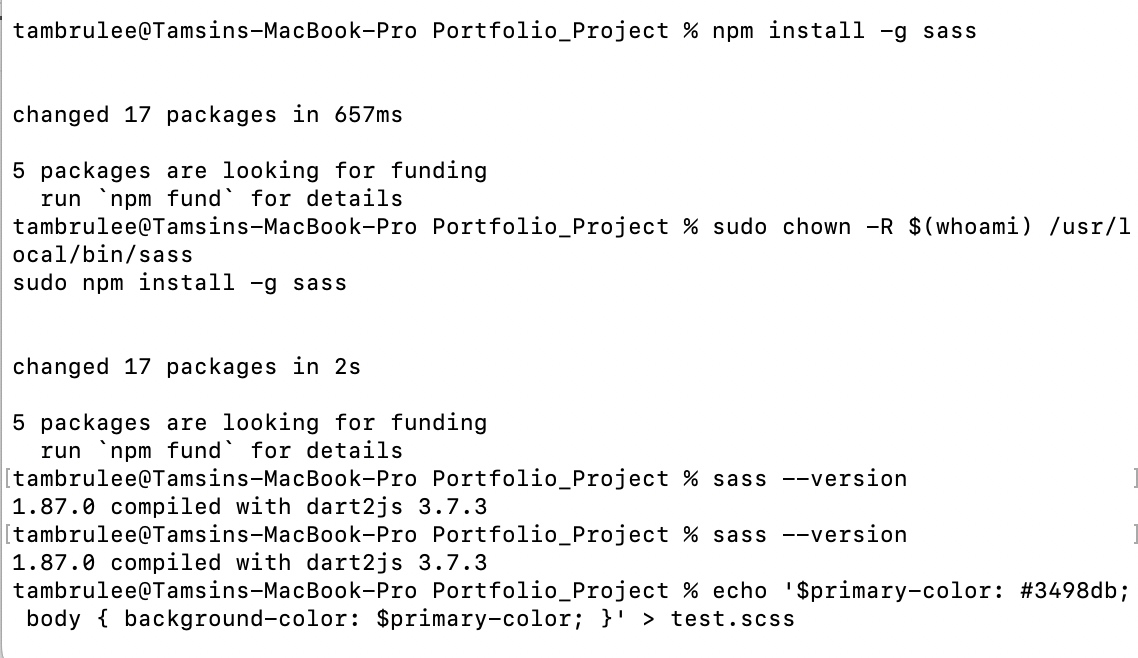 tambrulee@Tamsins-MacBook-Pro Portfolio_Project % npm install -g sass
changed 17 packages in 657ms
5 packages are looking for funding
  run `npm fund` for details
tambrulee@Tamsins-MacBook-Pro Portfolio_Project % sudo chown -R $(whoami) /usr/l
ocal/bin/sass
sudo npm install -g sass
changed 17 packages in 2s
5 packages are looking for funding
  run `npm fund` for details
[tambrulee@Tamsins-MacBook-Pro Portfolio_Project % sass --version ]
1.87.0 compiled with dart2js 3.7.3
[tambrulee@Tamsins-MacBook-Pro Portfolio_Project % sass --version ]
1.87.0 compiled with dart2js 3.7.3
tambrulee@Tamsins-MacBook-Pro Portfolio_Project % echo '$primary-color: #3498db;
 body { background-color: $primary-color; }' > test.scss